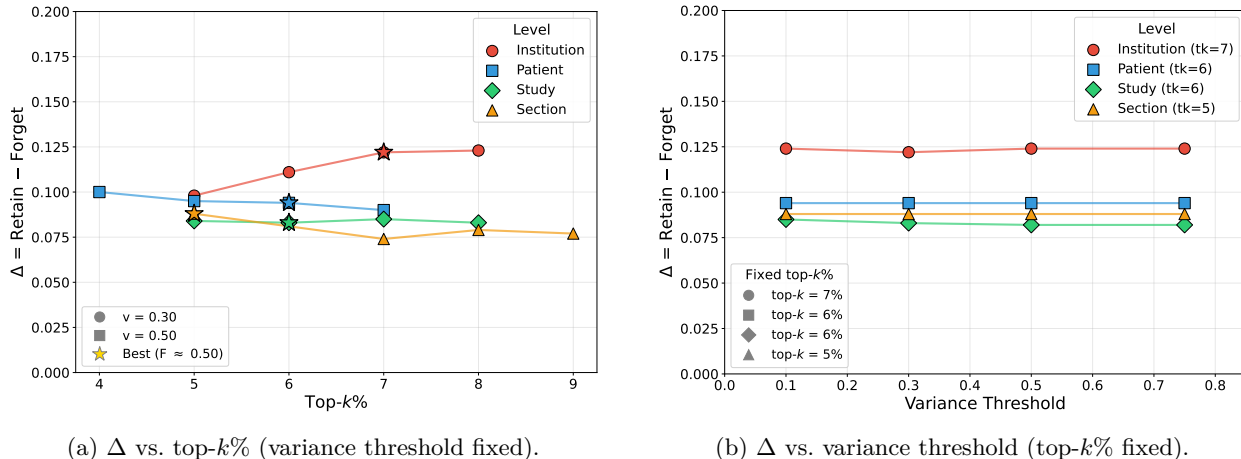 0.200
0.175
0.150
0.125
0.100
0.075
0.050
0.025
0.000
Δ = Retain − Forget
Level
Institution
Patient
Study
Section
v = 0.30
v = 0.50
Best (F ≈ 0.50)
4 5 6 7 8 9
Top-k%
(a) Δ vs. top-k% (variance threshold fixed).
0.200
0.175
0.150
0.125
0.100
0.075
0.050
0.025
0.000
Δ = Retain − Forget
Level
Institution (tk=7)
Patient (tk=6)
Study (tk=6)
Section (tk=5)
Fixed top-k%
top-k = 7%
top-k = 6%
top-k = 6%
top-k = 5%
0.0 0.1 0.2 0.3 0.4 0.5 0.6 0.7 0.8
Variance Threshold
(b) Δ vs. variance threshold (top-k% fixed).